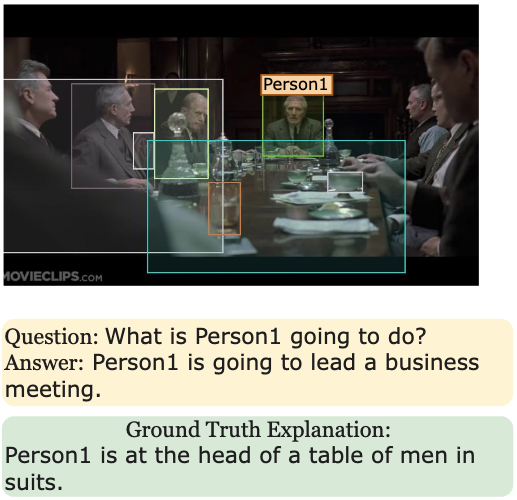 Person1
MOVIECLIPS.COM
Question: What is Person1 going to do?
Answer: Person1 is going to lead a business
meeting.
Ground Truth Explanation:
Person1 is at the head of a table of men in
suits.